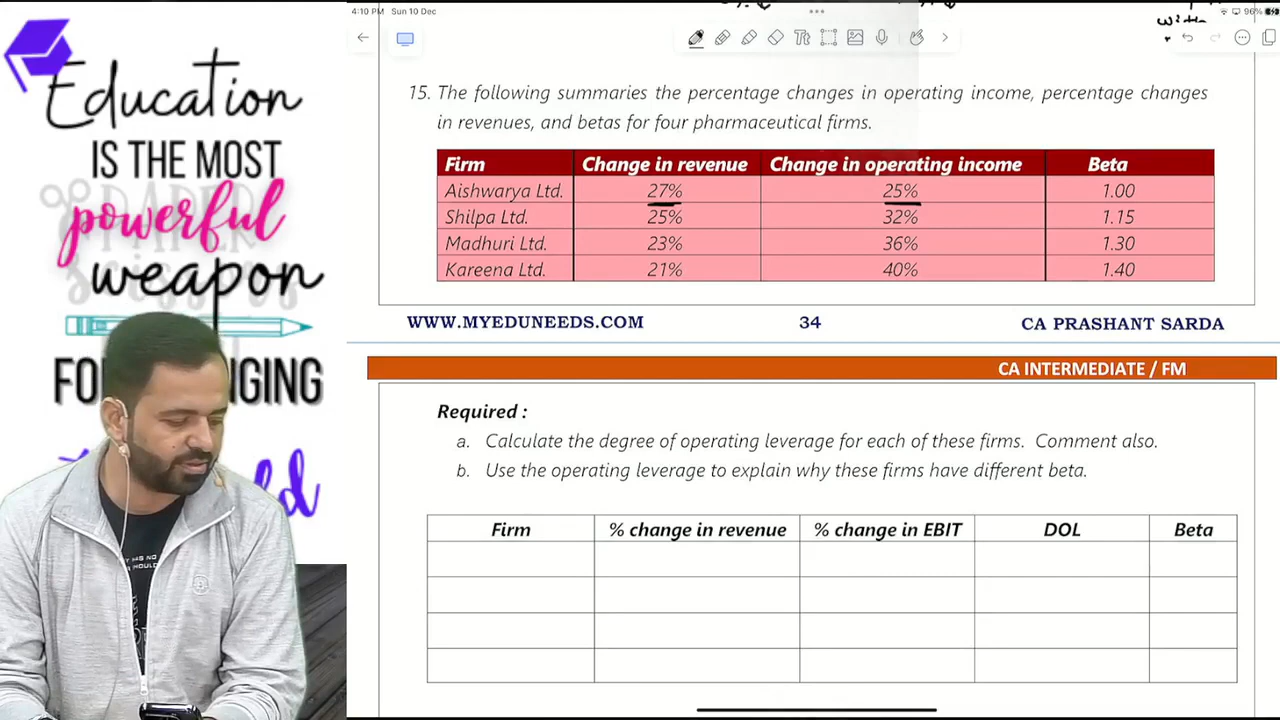 4:10 PM Sun 10 Dec
96%
15. The following summaries the percentage changes in operating income, percentage changes
in revenues, and betas for four pharmaceutical firms.
Firm Change in revenue Change in operating income Beta
Aishwarya Ltd. 27% 25% 1.00
Shilpa Ltd. 25% 32% 1.15
Madhuri Ltd. 23% 36% 1.30
Kareena Ltd. 21% 40% 1.40
WWW.MYEDUNEEDS.COM 34 CA PRASHANT SARDA
CA INTERMEDIATE / FM
Required :
a. Calculate the degree of operating leverage for each of these firms. Comment also.
b. Use the operating leverage to explain why these firms have different beta.
Firm % change in revenue % change in EBIT DOL Beta
Education
IS THE MOST
powerful
weapon